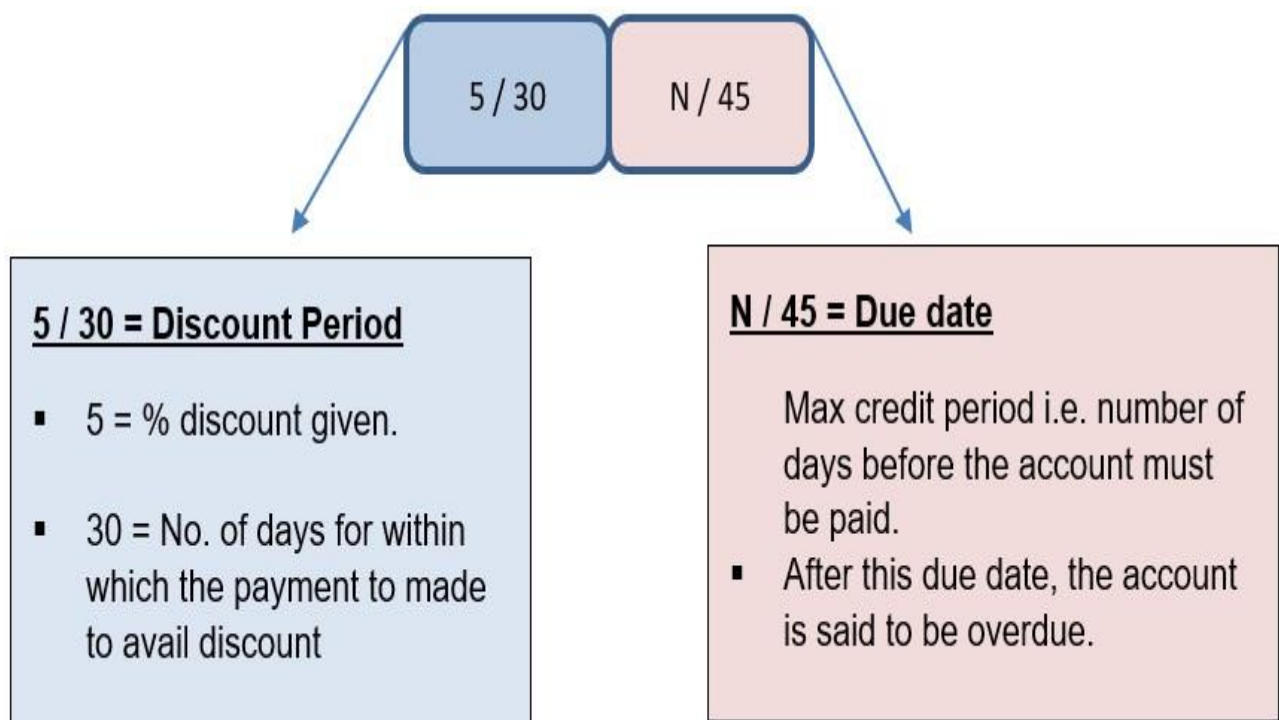 5 / 30
N / 45
5 / 30 = Discount Period
▪ 5 = % discount given.
▪ 30 = No. of days for within
which the payment to made
to avail discount
N / 45 = Due date
Max credit period i.e. number of
days before the account must
be paid.
▪ After this due date, the account
is said to be overdue.